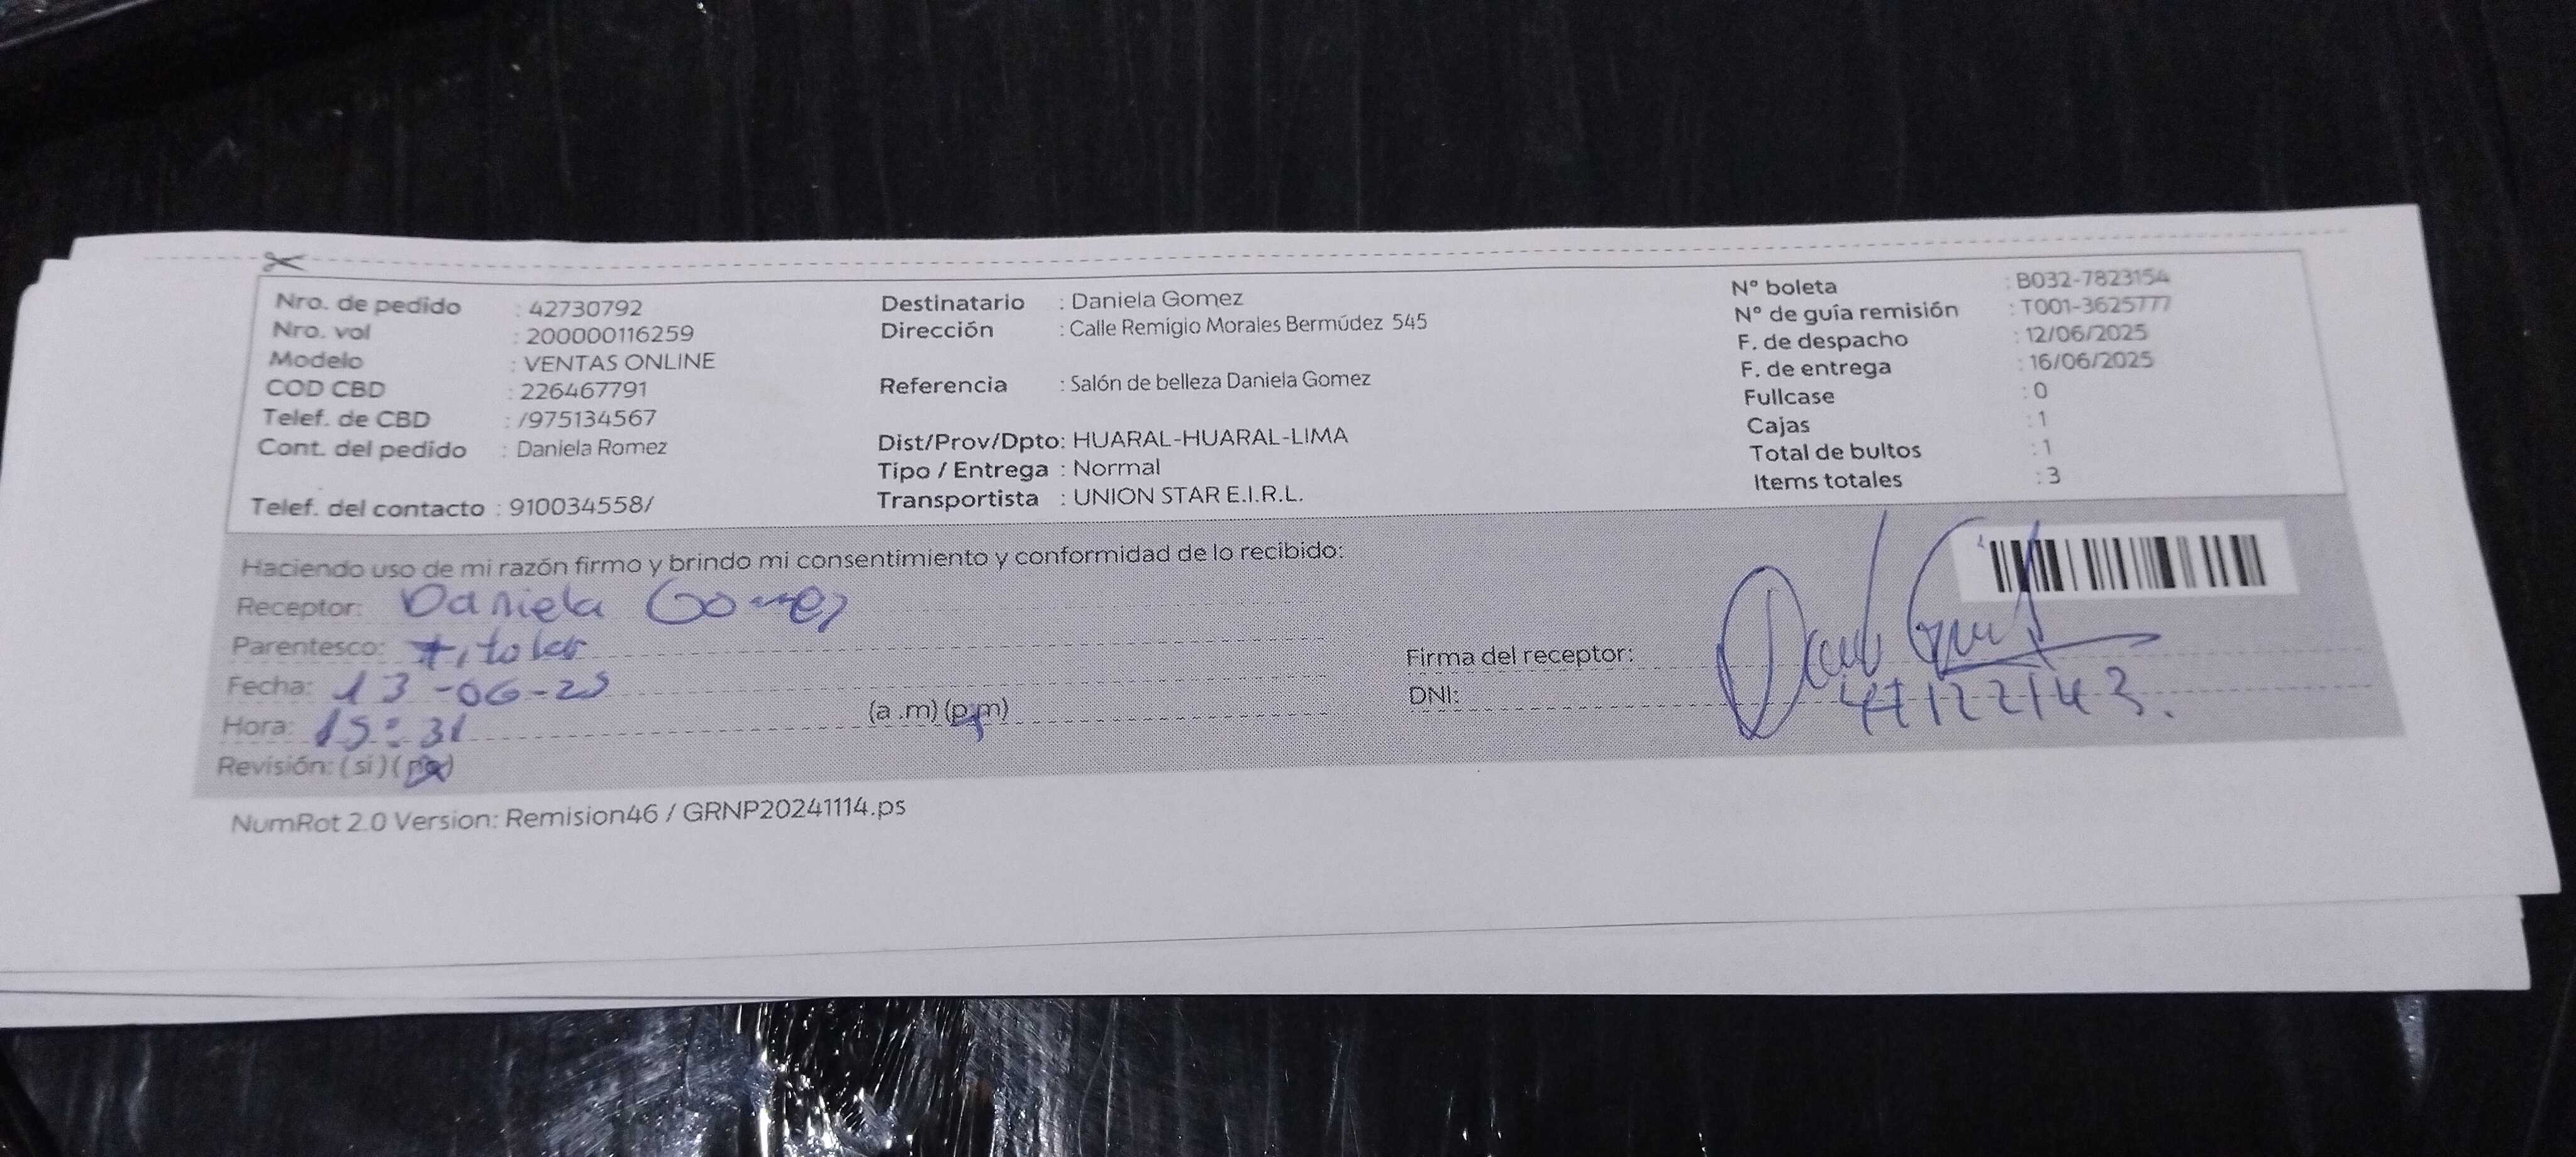 Nro. de pedido : 42730792
Nro. vol : 200000116259
Modelo : VENTAS ONLINE
COD CBD : 226467791
Telef. de CBD : /975134567
Cont. del pedido : Daniela Romez
Telef. del contacto : 910034558/
Destinatario : Daniela Gomez
Dirección : Calle Remigio Morales Bermúdez 545
Referencia : Salón de belleza Daniela Gomez
Dist/Prov/Dpto: HUARAL-HUARAL-LIMA
Tipo / Entrega : Normal
Transportista : UNION STAR E.I.R.L.
N° boleta : B032-7823154
N° de guía remisión : T001-3625777
F. de despacho : 12/06/2025
F. de entrega : 16/06/2025
Fullcase : 0
Cajas : 1
Total de bultos : 1
Items totales : 3
Haciendo uso de mi razón firmo y brindo mi consentimiento y conformidad de lo recibido:
Receptor: Daniela Gomez
Parentesco: titular
Fecha: 13-06-25
Hora: 15:31 (a .m) (p.m)
Revisión: (si) (no)
Firma del receptor:
DNI:
NumRot 2.0 Version: Remision46 / GRNP20241114.ps